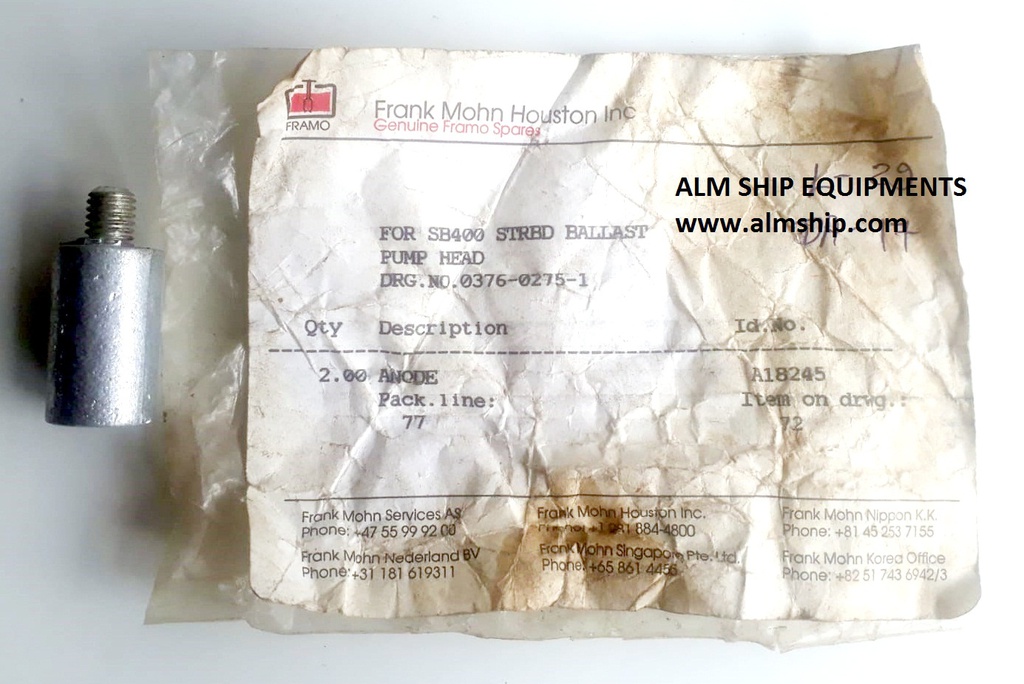 FRAMO
Frank Mohn Houston Inc
Genuine Framo Spares
ALM SHIP EQUIPMENTS
www.almship.com
FOR SB400 STRBD BALLAST
PUMP HEAD
DRG.NO.0376-0275-1
Qty Description Id.No.
2.00 ANODE A18245
Pack.line: Item on drwg.:
77 72
Frank Mohn Services AS
Phone: +47 55 99 92 00
Frank Mohn Houston Inc.
884-4800
Frank Mohn Nippon K.K.
Phone: +81 45 253 7155
Frank Mohn Nederland BV
Phone: +31 181 619311
Frank Mohn Singapore Pte. Ltd.
Phone: +65 861 4455
Frank Mohn Korea Office
Phone: +82 51 743 6942/3